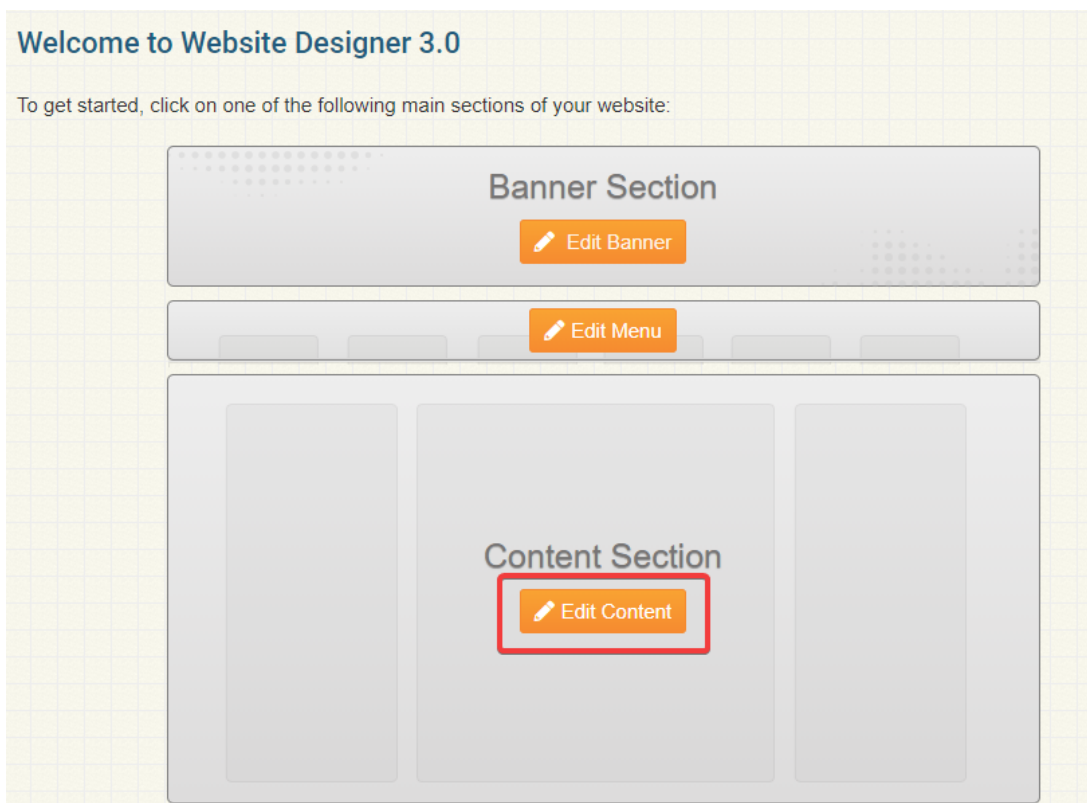 Welcome to Website Designer 3.0
To get started, click on one of the following main sections of your website:
Banner Section
Edit Banner
Edit Menu
Content Section
Edit Content